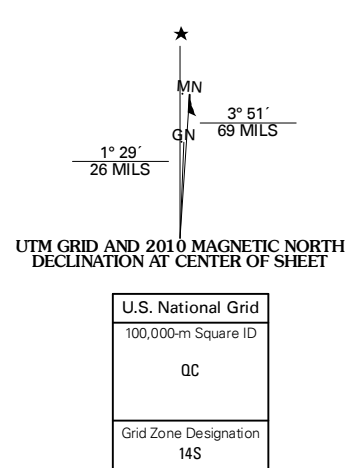 ★
MN
3° 51´
69 MILS
GN
1° 29´
26 MILS
UTM GRID AND 2010 MAGNETIC NORTH
DECLINATION AT CENTER OF SHEET
U.S. National Grid
100,000-m Square ID
QC
Grid Zone Designation
14S